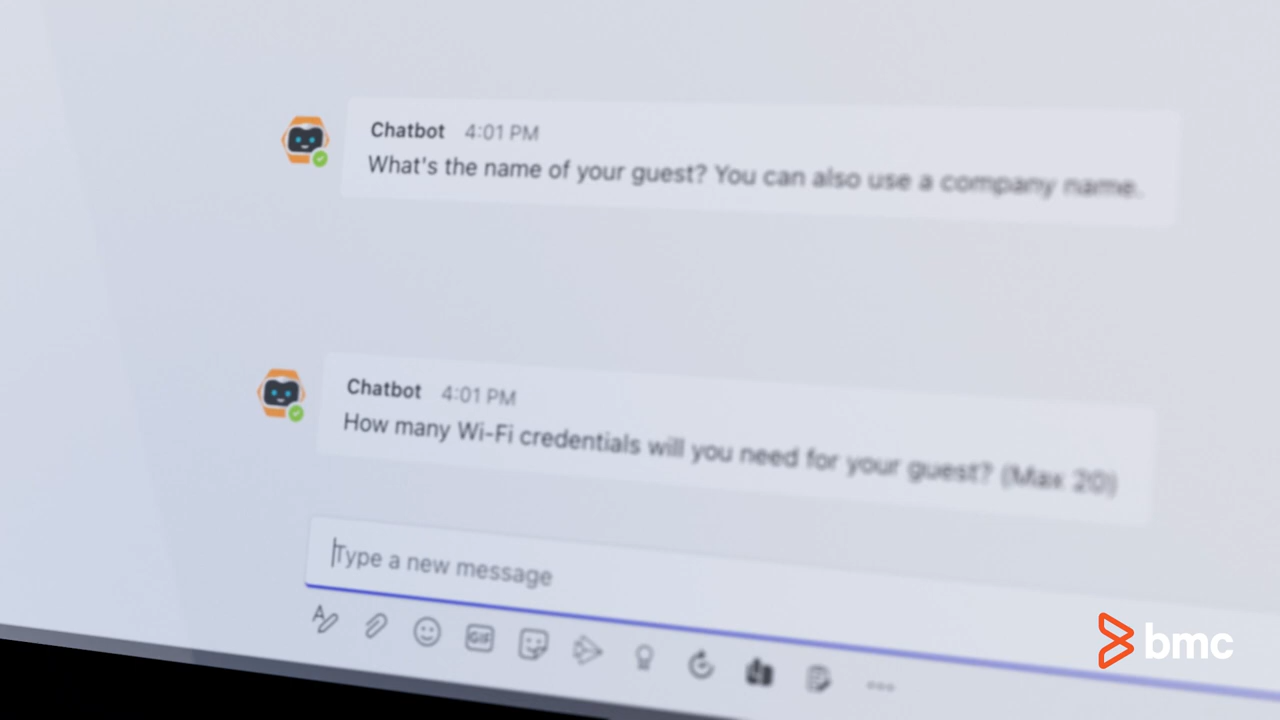 Chatbot 4:01 PM
What's the name of your guest? You can also use a company name.
Chatbot 4:01 PM
How many Wi-Fi credentials will you need for your guest? (Max 20)
Type a new message
GIF
bmc